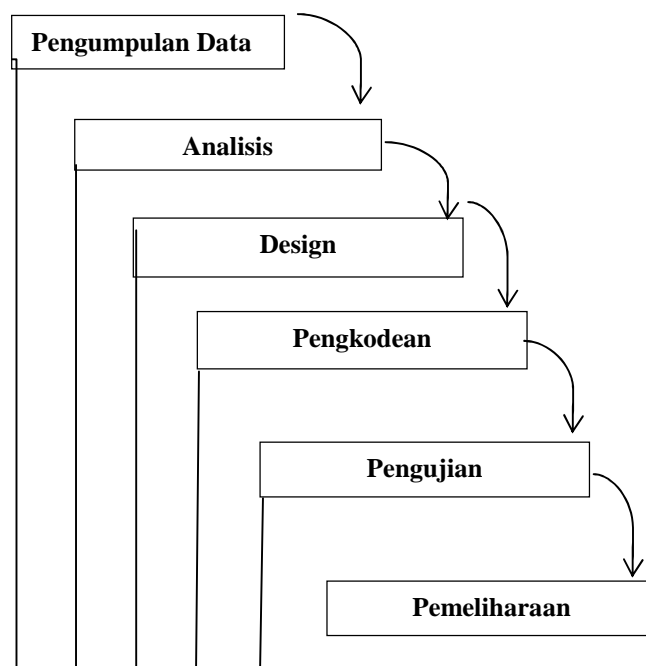 Pengumpulan Data
Analisis
Design
Pengkodean
Pengujian
Pemeliharaan